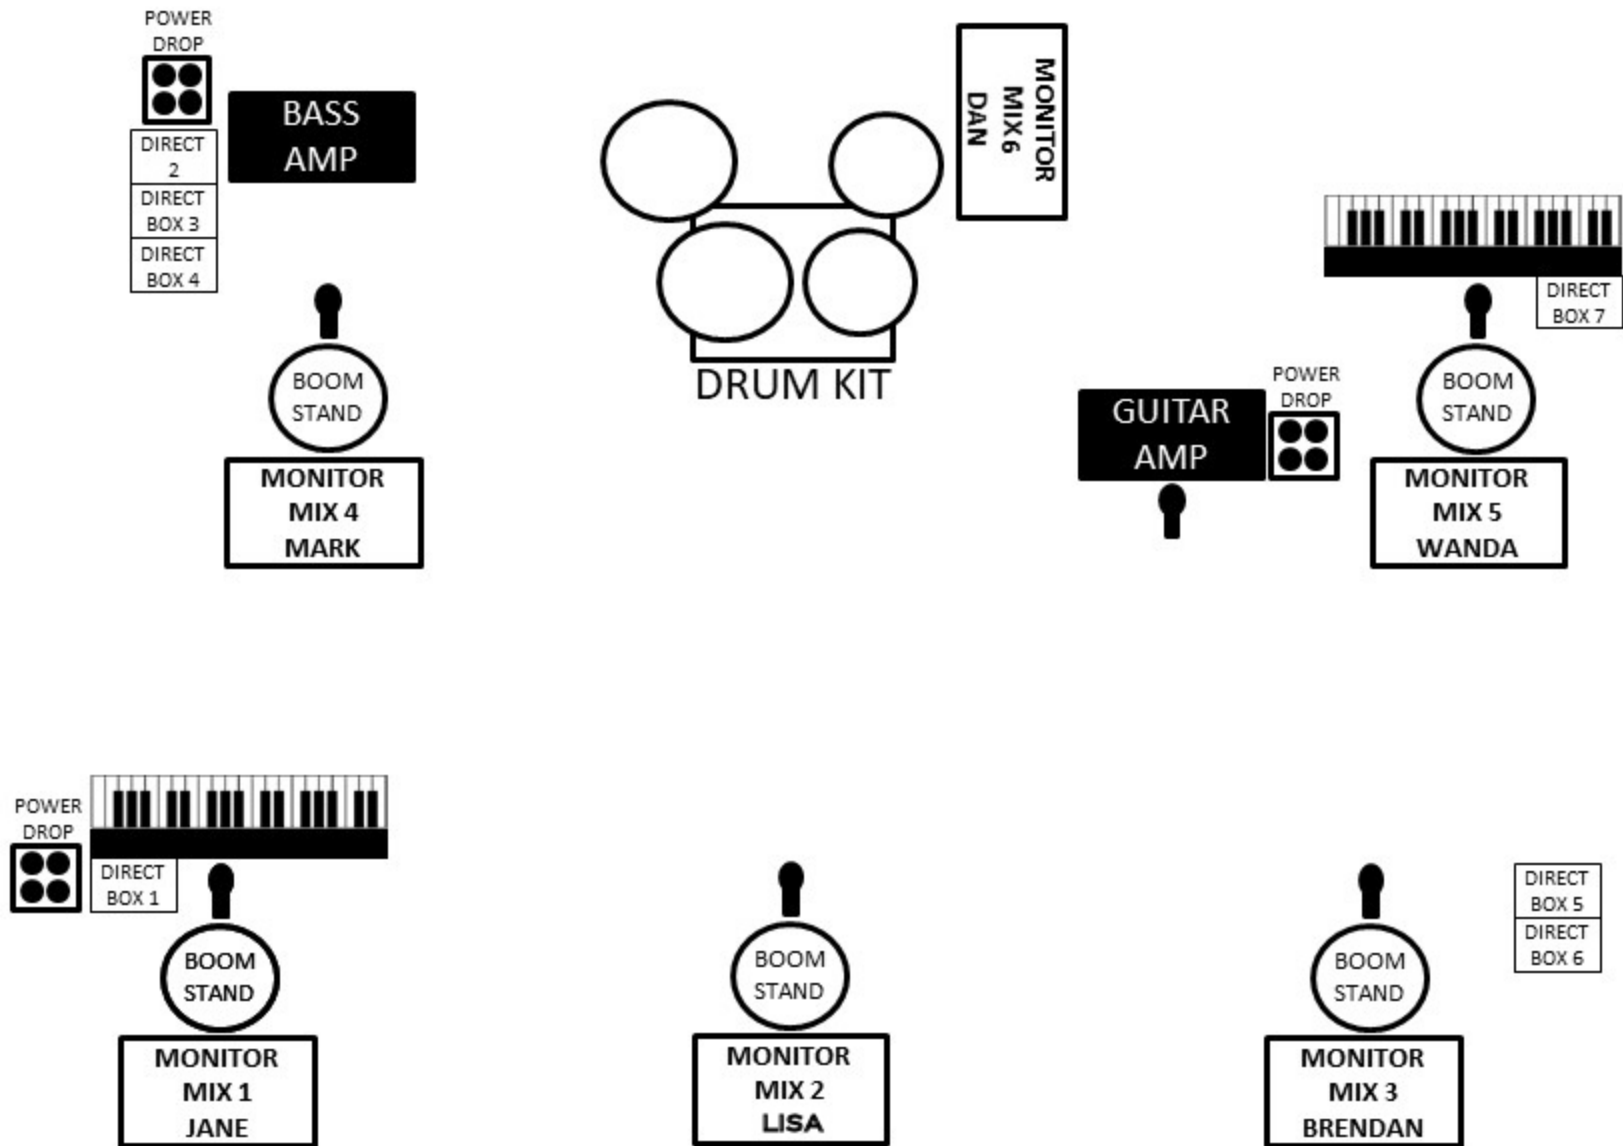 POWER
DROP
BASS
AMP
DIRECT
2
DIRECT
BOX 3
DIRECT
BOX 4
BOOM
STAND
MONITOR
MIX 4
MARK
DRUM KIT
MONITOR
MIX 6
DAN
DIRECT
BOX 7
GUITAR
AMP
POWER
DROP
BOOM
STAND
MONITOR
MIX 5
WANDA
POWER
DROP
DIRECT
BOX 1
BOOM
STAND
MONITOR
MIX 1
JANE
BOOM
STAND
MONITOR
MIX 2
LISA
BOOM
STAND
MONITOR
MIX 3
BRENDAN
DIRECT
BOX 5
DIRECT
BOX 6